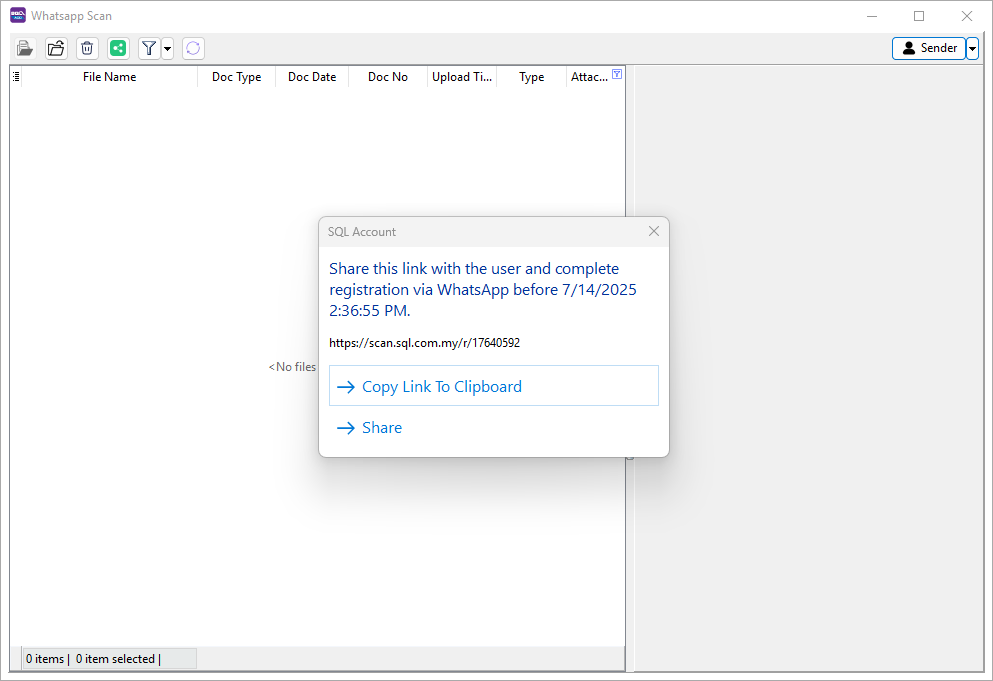 Whatsapp Scan
Sender
File Name Doc Type Doc Date Doc No Upload Ti... Type Attac...
SQL Account
Share this link with the user and complete
registration via WhatsApp before 7/14/2025
2:36:55 PM.
https://scan.sql.com.my/r/17640592
<No files
Copy Link To Clipboard
Share
0 items | 0 item selected |